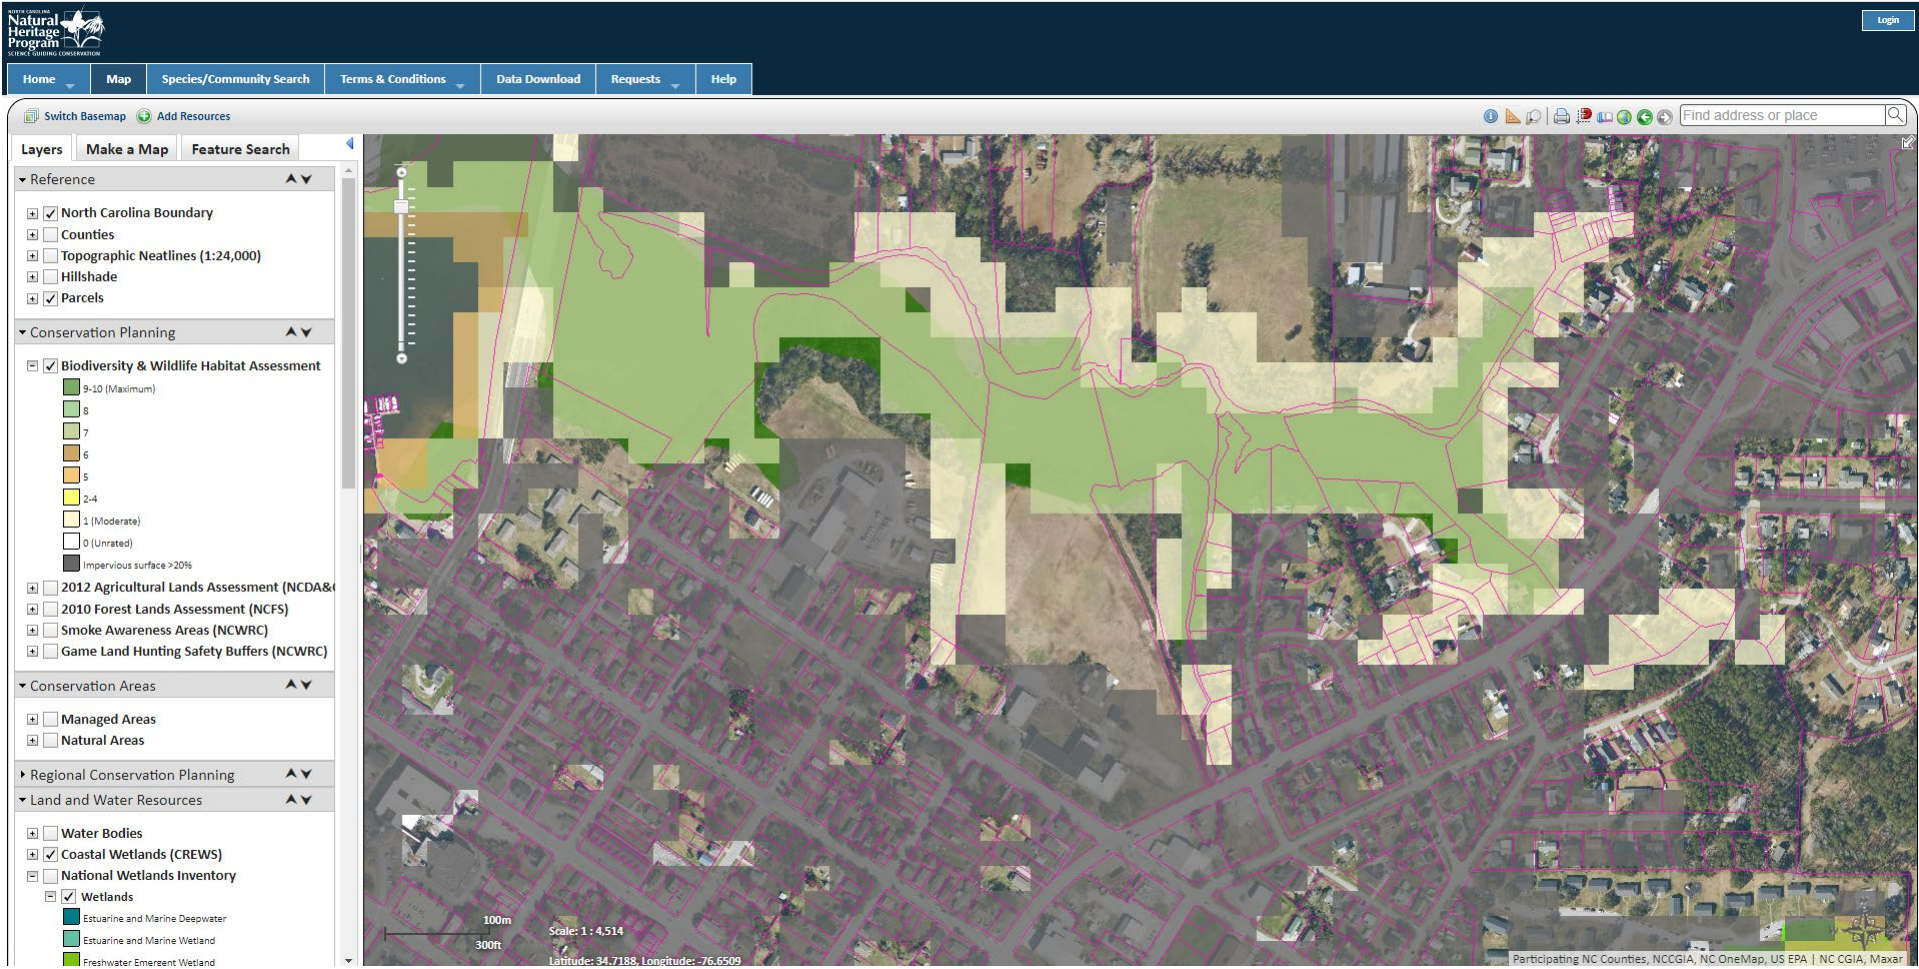 NORTH CAROLINA
Natural
Heritage
Program
SCIENCE GUIDING CONSERVATION
Login
Home
Map
Species/Community Search
Terms & Conditions
Data Download
Requests
Help
Switch Basemap
Add Resources
Find address or place
Layers
Make a Map
Feature Search
Reference
North Carolina Boundary
Counties
Topographic Neatlines (1:24,000)
Hillshade
Parcels
Conservation Planning
Biodiversity & Wildlife Habitat Assessment
9-10 (Maximum)
8
7
6
5
2-4
1 (Moderate)
0 (Unrated)
Impervious surface >20%
2012 Agricultural Lands Assessment (NCDA&
2010 Forest Lands Assessment (NCFS)
Smoke Awareness Areas (NCWRC)
Game Land Hunting Safety Buffers (NCWRC)
Conservation Areas
Managed Areas
Natural Areas
Regional Conservation Planning
Land and Water Resources
Water Bodies
Coastal Wetlands (CREWS)
National Wetlands Inventory
Wetlands
Estuarine and Marine Deepwater
Estuarine and Marine Wetland
Freshwater Emergent Wetland
100m
300ft
Scale: 1 : 4,514
Latitude: 34.7188, Longitude: -76.6509
Participating NC Counties, NCCGIA, NC OneMap, US EPA | NC CGIA, Maxar